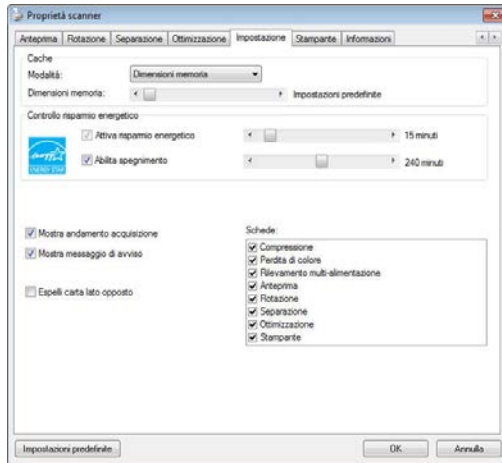 Proprietà scanner
Anteprima Rotazione Separazione Ottimizzazione Impostazione Stampante Informazioni
Cache
Modalità: Dimensioni memoria
Dimensioni memoria: Impostazioni predefinite
Controllo risparmio energetico
Attiva risparmio energetico 15 minuti
ENERGY STAR
Abilita spegnimento 240 minuti
Mostra andamento acquisizione
Mostra messaggio di avviso
Espelli carta lato opposto
Schede:
Compressione
Perdita di colore
Rilevamento multi-alimentazione
Anteprima
Rotazione
Separazione
Ottimizzazione
Stampante
Impostazioni predefinite OK Annulla